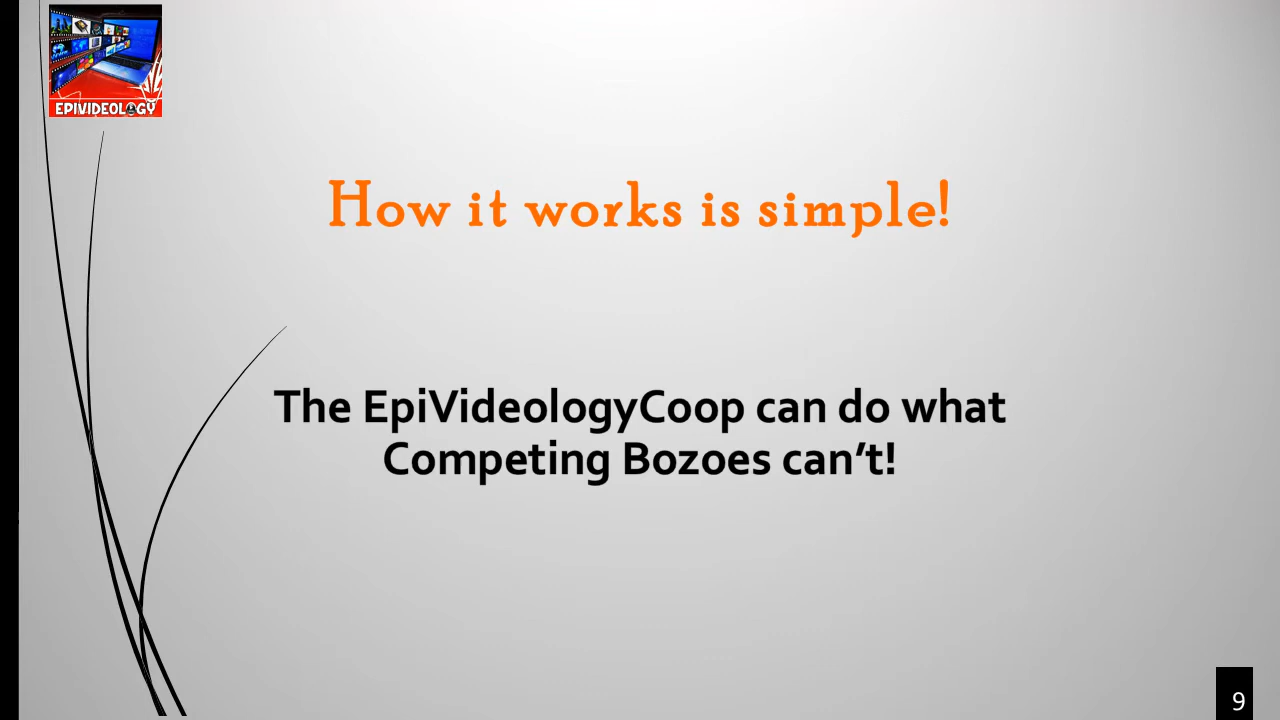 EPIVIDEOLOGY
How it works is simple!
The EpiVideologyCoop can do what
Competing Bozoes can't!
9